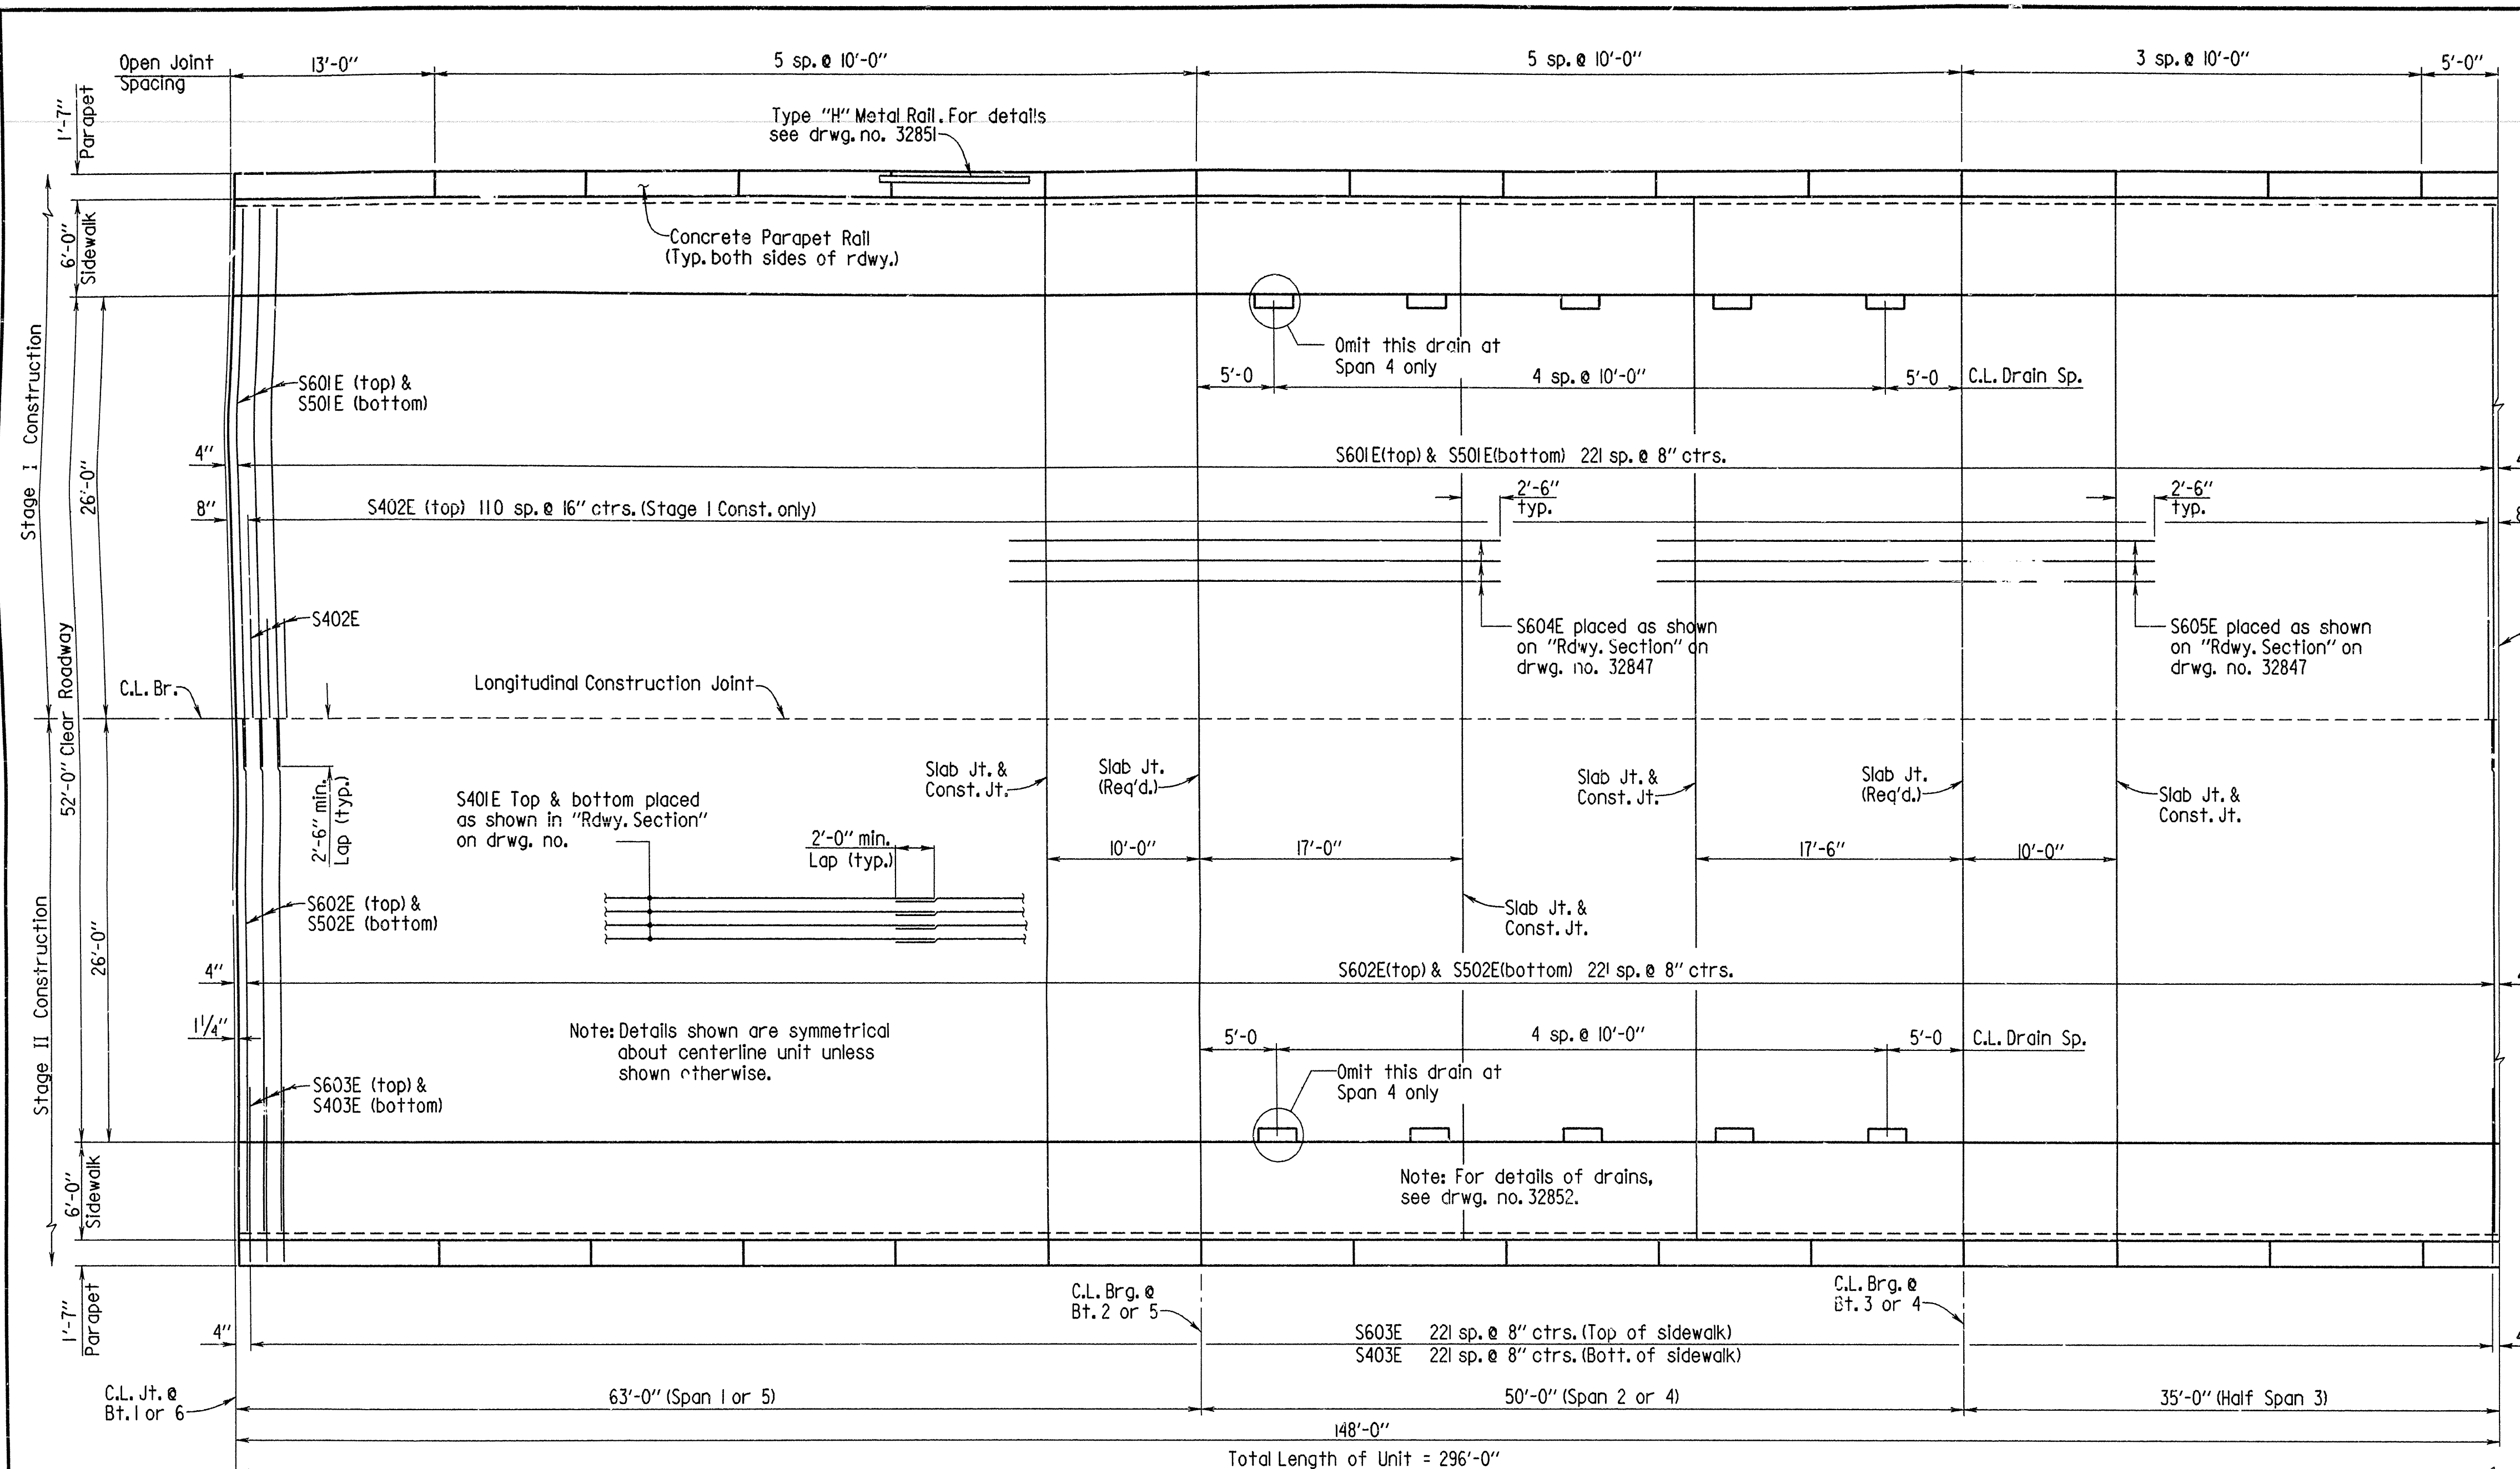 Open Joint
Spacing
13'-0"
5 sp. @ 10'-0"
5 sp. @ 10'-0"
3 sp. @ 10'-0"
5'-0"
1'-7"
Parapet
Type "H" Metal Rail. For details
see drwg. no. 32851
6'-0"
Sidewalk
Concrete Parapet Rail
(Typ. both sides of rdwy.)
Omit this drain at
Span 4 only
5'-0
4 sp. @ 10'-0"
5'-0
C.L. Drain Sp.
Stage I Construction
26'-0"
52'-0" Clear Roadway
S601E (top) &
S501E (bottom)
4"
S601E(top) & S501E(bottom) 221 sp. @ 8" ctrs.
8"
S402E (top) 110 sp. @ 16" ctrs. (Stage I Const. only)
2'-6"
typ.
2'-6"
typ.
S402E
S604E placed as shown
on "Rdwy. Section" on
drwg. no. 32847
S605E placed as shown
on "Rdwy. Section" on
drwg. no. 32847
C.L. Br.
Longitudinal Construction Joint
2'-6" min.
Lap (typ.)
S401E Top & bottom placed
as shown in "Rdwy. Section"
on drwg. no.
2'-0" min.
Lap (typ.)
Slab Jt. &
Const. Jt.
Slab Jt.
(Req'd.)
Slab Jt. &
Const. Jt.
Slab Jt.
(Req'd.)
Slab Jt. &
Const. Jt.
10'-0"
17'-0"
17'-6"
10'-0"
Slab Jt. &
Const. Jt.
Stage II Construction
26'-0"
S602E (top) &
S502E (bottom)
4"
S602E(top) & S502E(bottom) 221 sp. @ 8" ctrs.
1 1/4"
Note: Details shown are symmetrical
about centerline unit unless
shown otherwise.
5'-0
4 sp. @ 10'-0"
5'-0
C.L. Drain Sp.
Omit this drain at
Span 4 only
S603E (top) &
S403E (bottom)
6'-0"
Sidewalk
Note: For details of drains,
see drwg. no. 32852.
1'-7"
Parapet
C.L. Brg. @
Bt. 2 or 5
C.L. Brg. @
Bt. 3 or 4
4"
S603E 221 sp. @ 8" ctrs. (Top of sidewalk)
S403E 221 sp. @ 8" ctrs. (Bott. of sidewalk)
C.L. Jt. @
Bt. 1 or 6
63'-0" (Span 1 or 5)
50'-0" (Span 2 or 4)
35'-0" (Half Span 3)
148'-0"
Total Length of Unit = 296'-0"